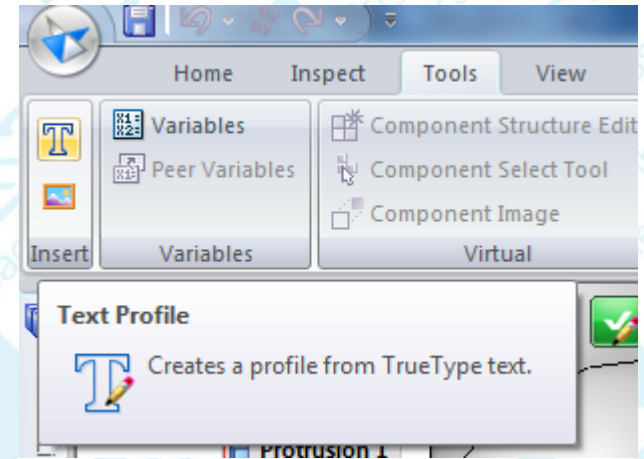 Home Inspect Tools View
Variables Component Structure Edit
Peer Variables Component Select Tool
Component Image
Insert Variables Virtual
Text Profile
Creates a profile from TrueType text.
Protrusion 1